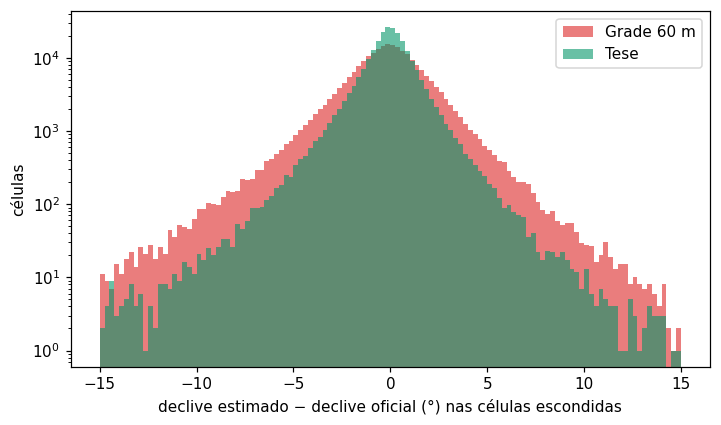 Grade 60 m
Tese
células
10⁴
10³
10²
10¹
10⁰
−15 −10 −5 0 5 10 15
declive estimado − declive oficial (°) nas células escondidas